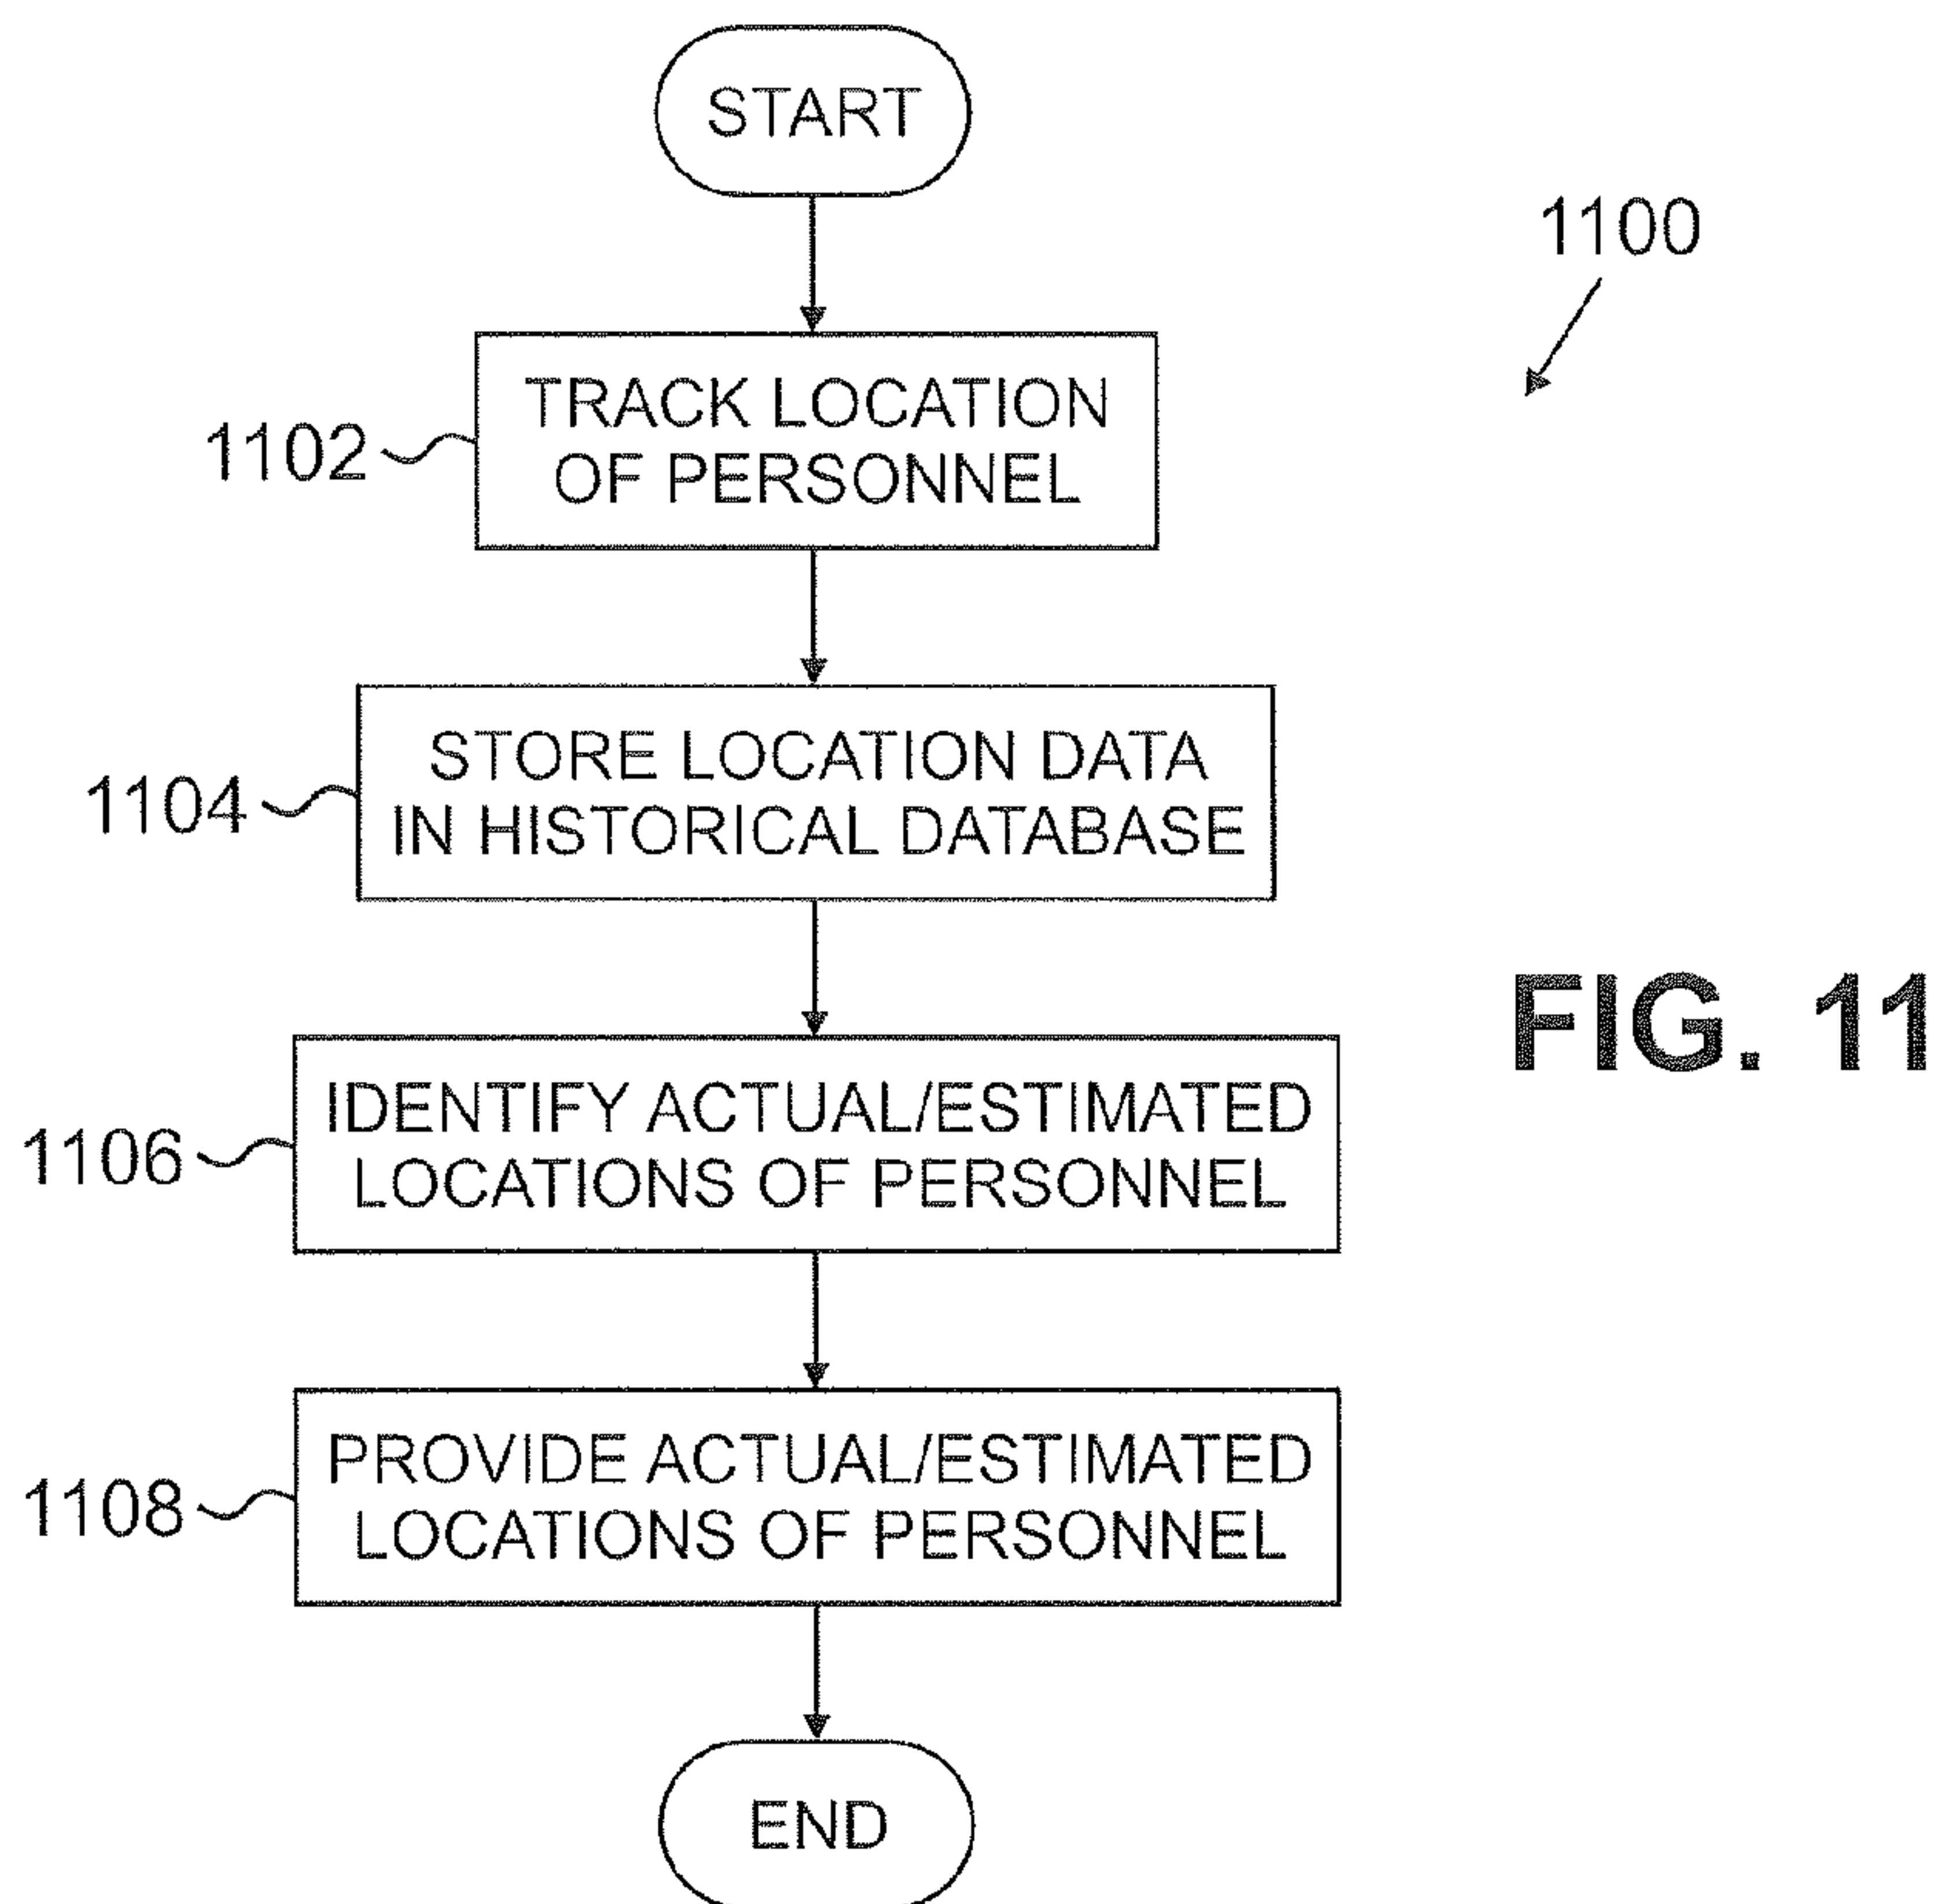 START
1100
TRACK LOCATION
OF PERSONNEL
1102
STORE LOCATION DATA
IN HISTORICAL DATABASE
1104
FIG. 11
IDENTIFY ACTUAL/ESTIMATED
LOCATIONS OF PERSONNEL
1106
PROVIDE ACTUAL/ESTIMATED
LOCATIONS OF PERSONNEL
1108
END